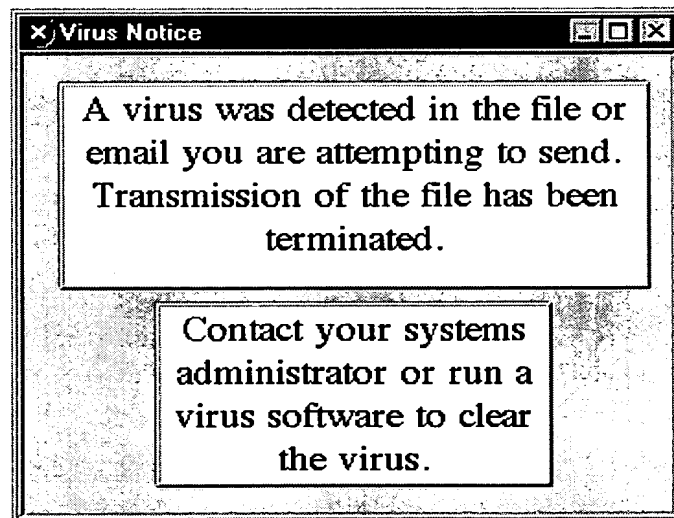 Virus Notice
A virus was detected in the file or
email you are attempting to send.
Transmission of the file has been
terminated.
Contact your systems
administrator or run a
virus software to clear
the virus.